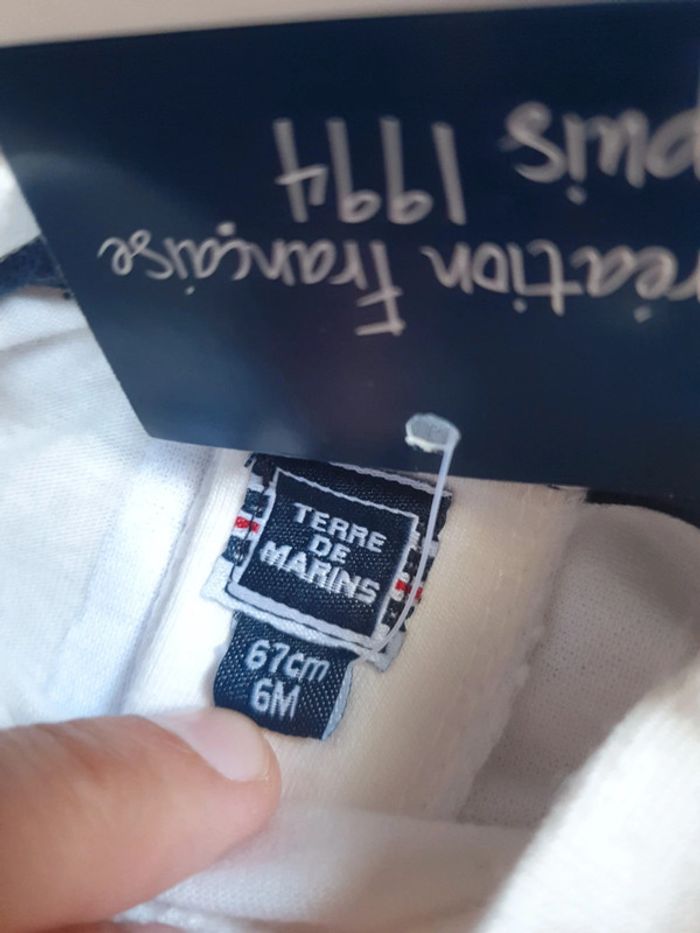 réation française
puis 1994
TERRE
DE
MARINS
67cm
6M